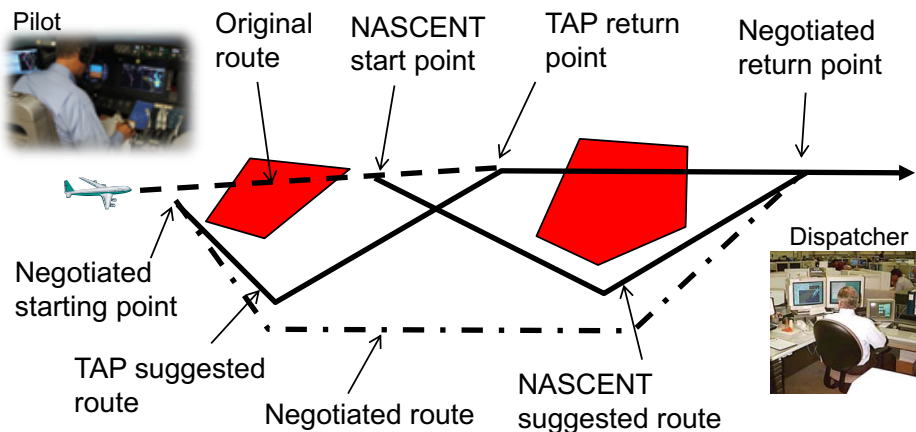 Pilot
Original
route
NASCENT
start point
TAP return
point
Negotiated
return point
Dispatcher
Negotiated
starting point
TAP suggested
route
Negotiated route
NASCENT
suggested route